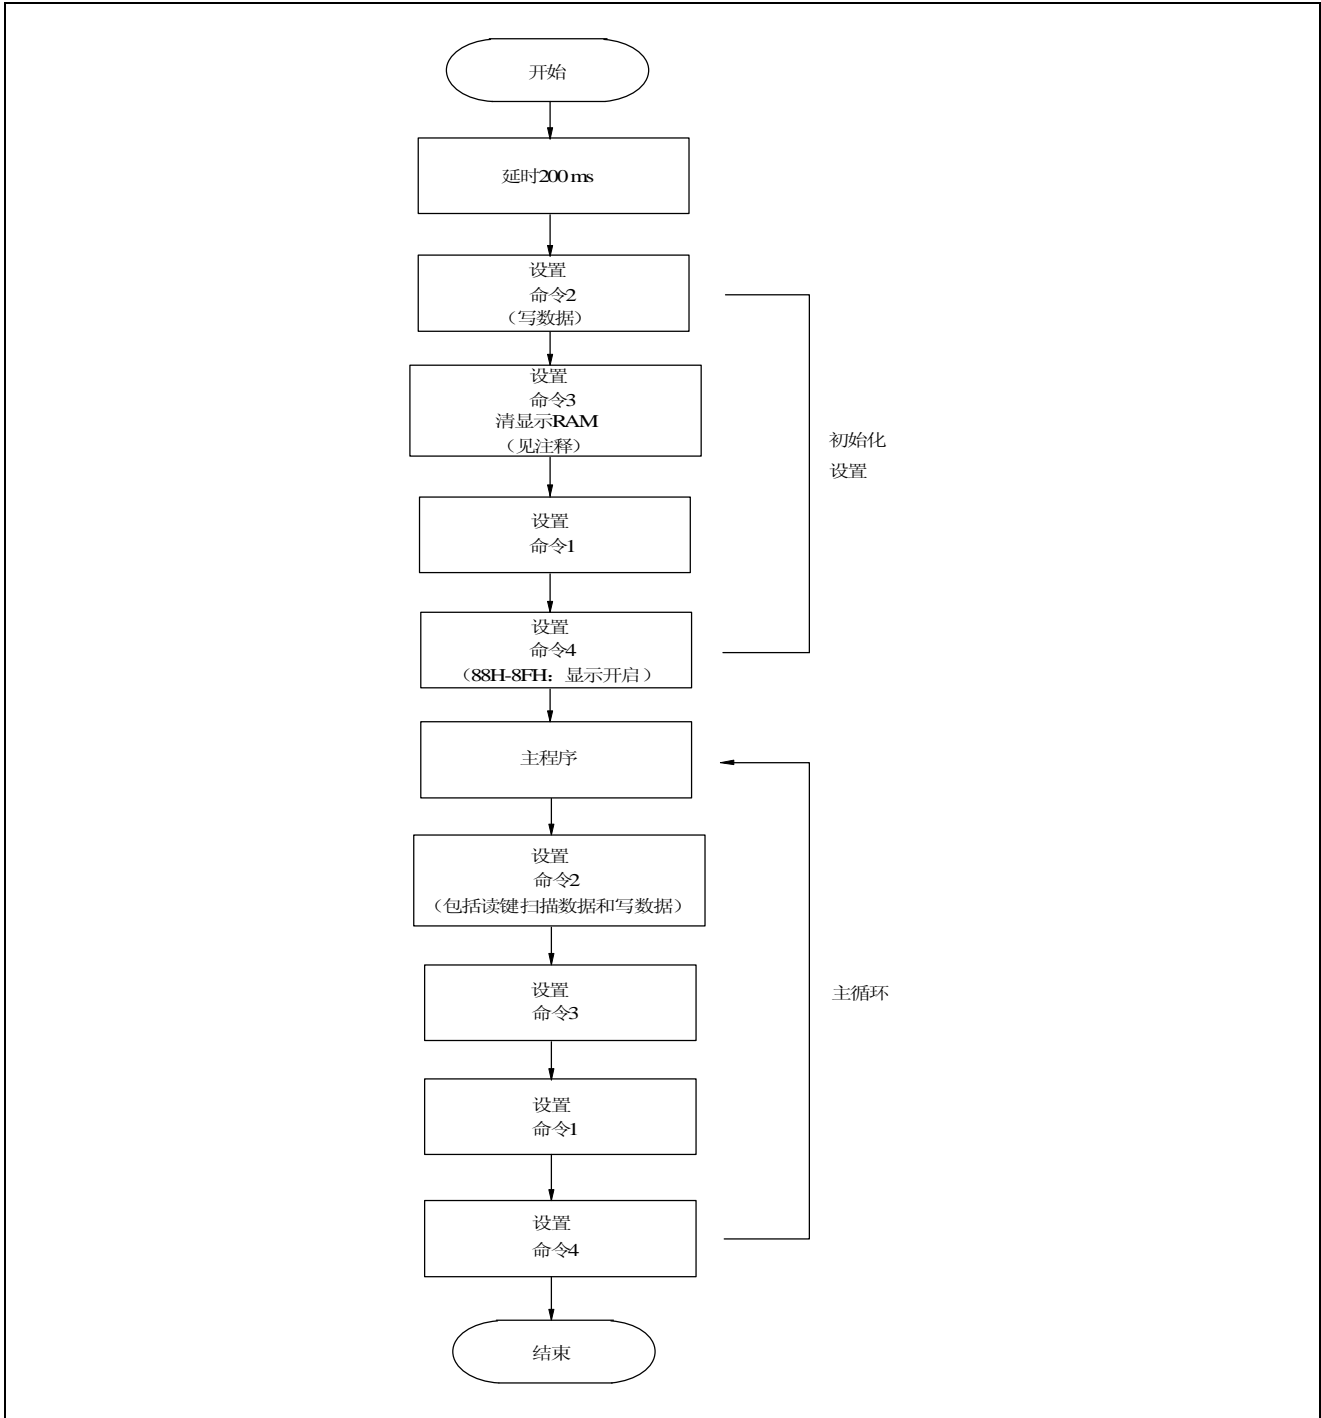 开始
延时200 ms
设置
命令2
（写数据）
设置
命令3
清显示RAM
（见注释）
初始化
设置
设置
命令1
设置
命令4
（88H-8FH：显示开启）
主程序
设置
命令2
（包括读键扫描数据和写数据）
设置
命令3
主循环
设置
命令1
设置
命令4
结束